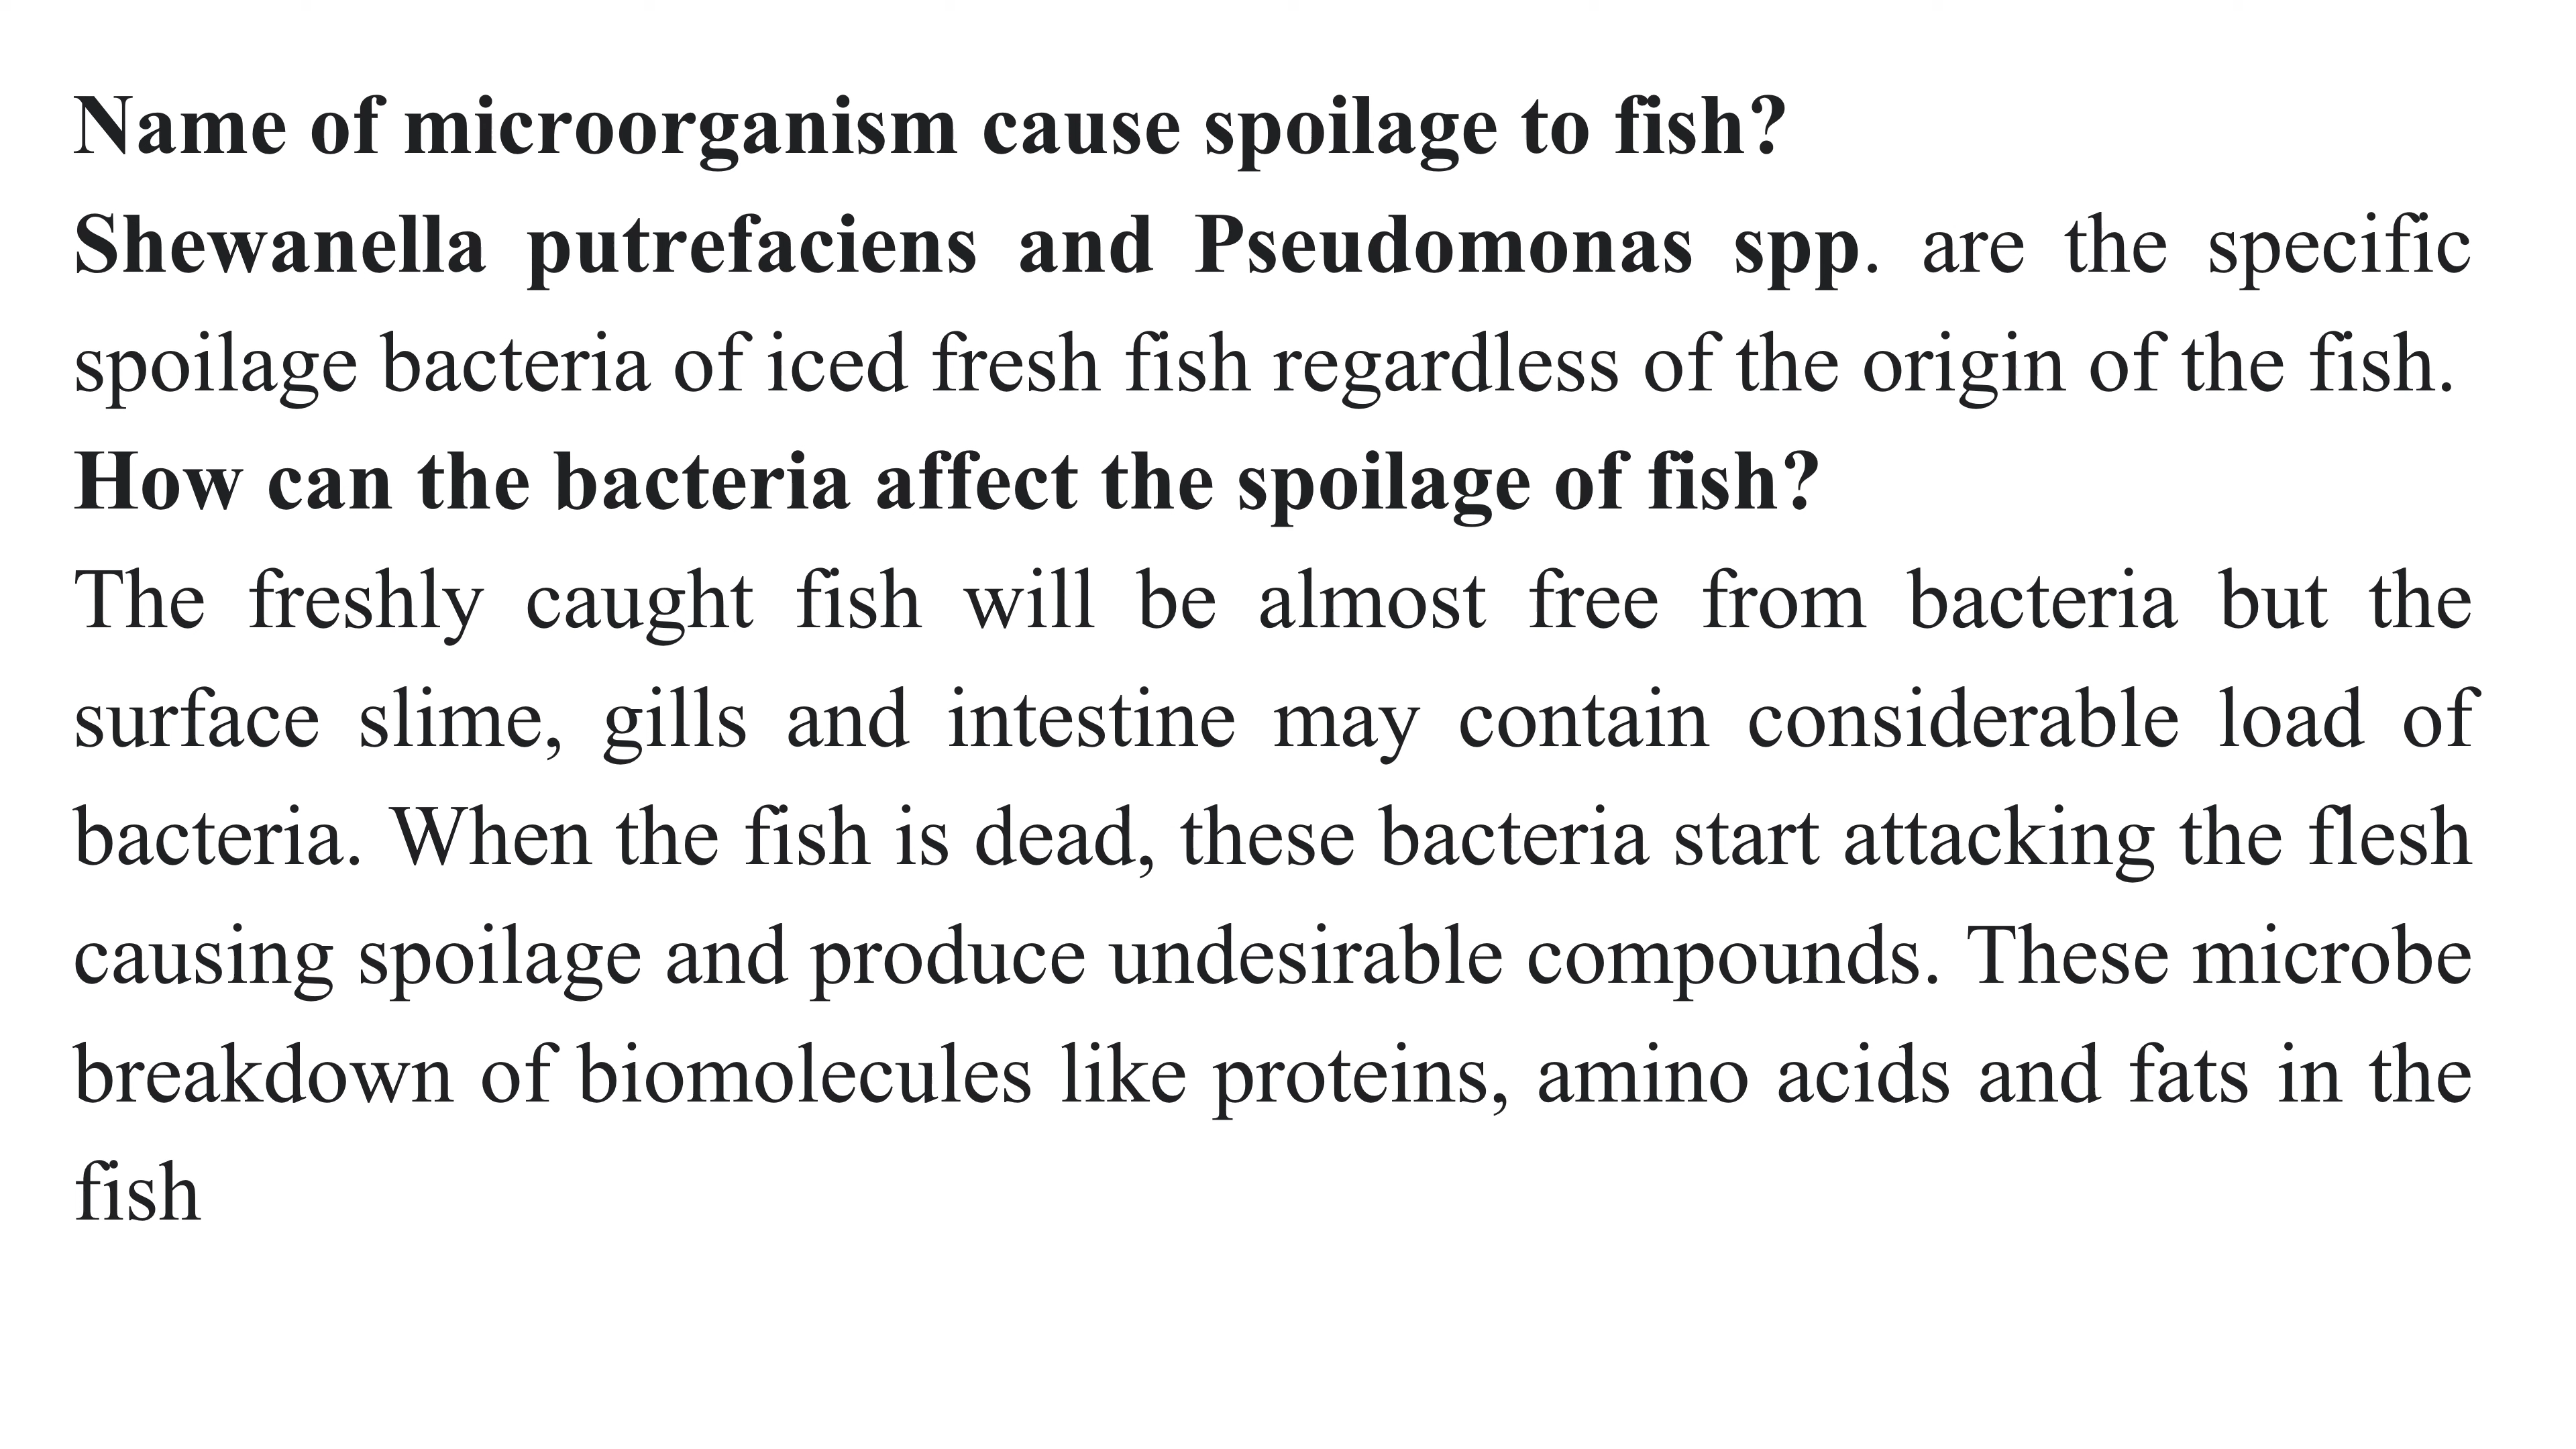 Name of microorganism cause spoilage to fish?
Shewanella putrefaciens and Pseudomonas spp. are the specific
spoilage bacteria of iced fresh fish regardless of the origin of the fish.
How can the bacteria affect the spoilage of fish?
The freshly caught fish will be almost free from bacteria but the
surface slime, gills and intestine may contain considerable load of
bacteria. When the fish is dead, these bacteria start attacking the flesh
causing spoilage and produce undesirable compounds. These microbe
breakdown of biomolecules like proteins, amino acids and fats in the
fish